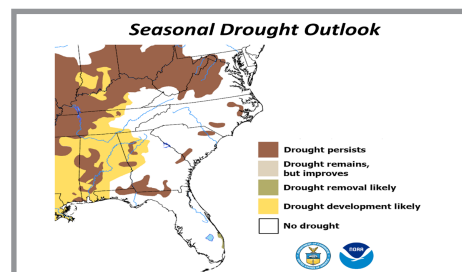 Seasonal Drought Outlook
Drought persists
Drought remains,
but improves
Drought removal likely
Drought development likely
No drought
NOAA